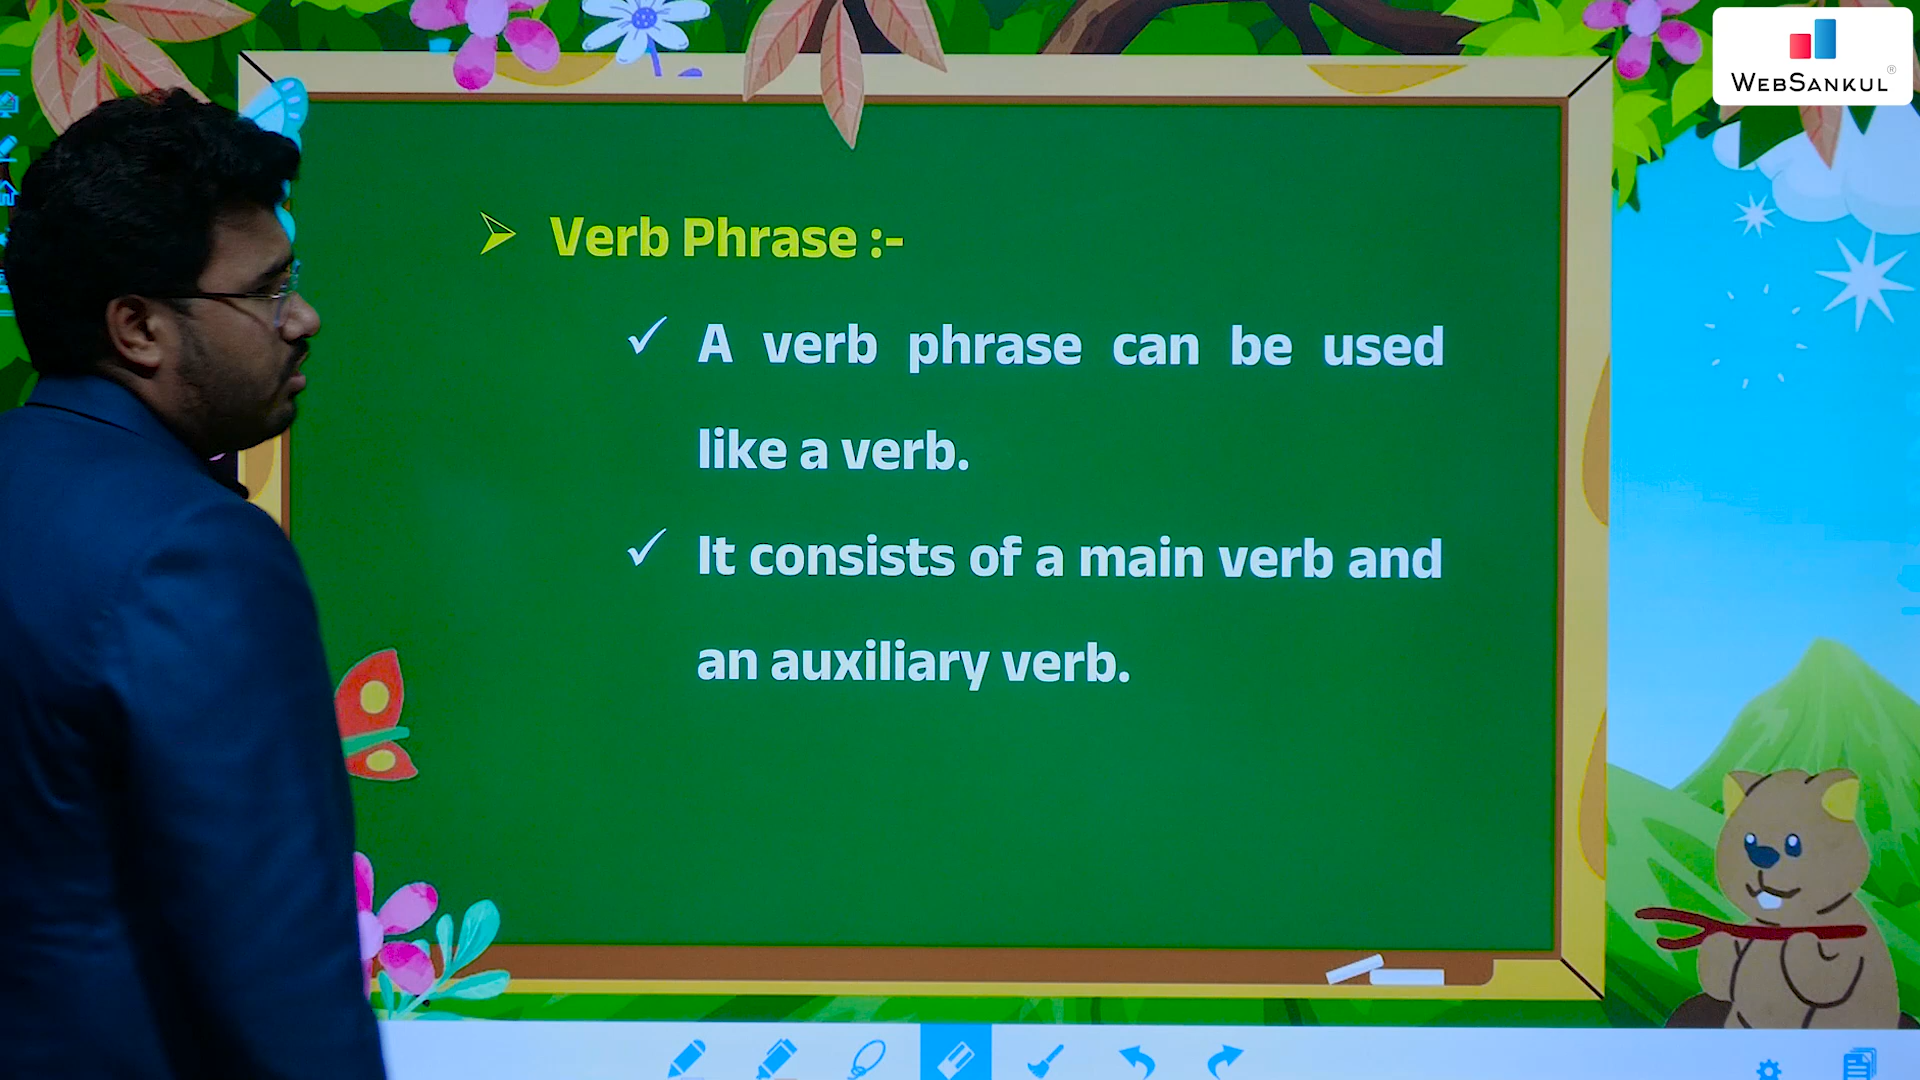 WEBSANKUL®
Verb Phrase :-
A verb phrase can be used
like a verb.
It consists of a main verb and
an auxiliary verb.